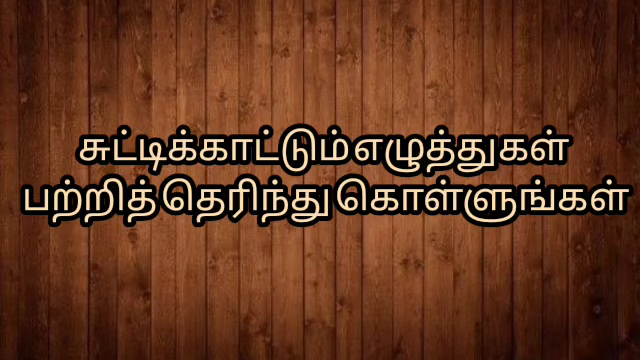 சுட்டிக்காட்டும் எழுத்துகள்
பற்றித் தெரிந்து கொள்ளுங்கள்